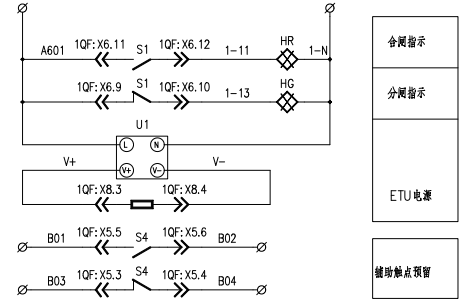 A601 1QF:X6.11 S1 1QF:X6.12 1-11 HR 1-N 合闸指示
1QF:X6.9 S1 1QF:X6.10 1-13 HG 分闸指示
U1
L N
V+ V+ V- V-
1QF:X8.3 1QF:X8.4 ETU电源
B01 1QF:X5.5 S4 1QF:X5.6 B02
B03 1QF:X5.3 S4 1QF:X5.4 B04 辅助触点预留